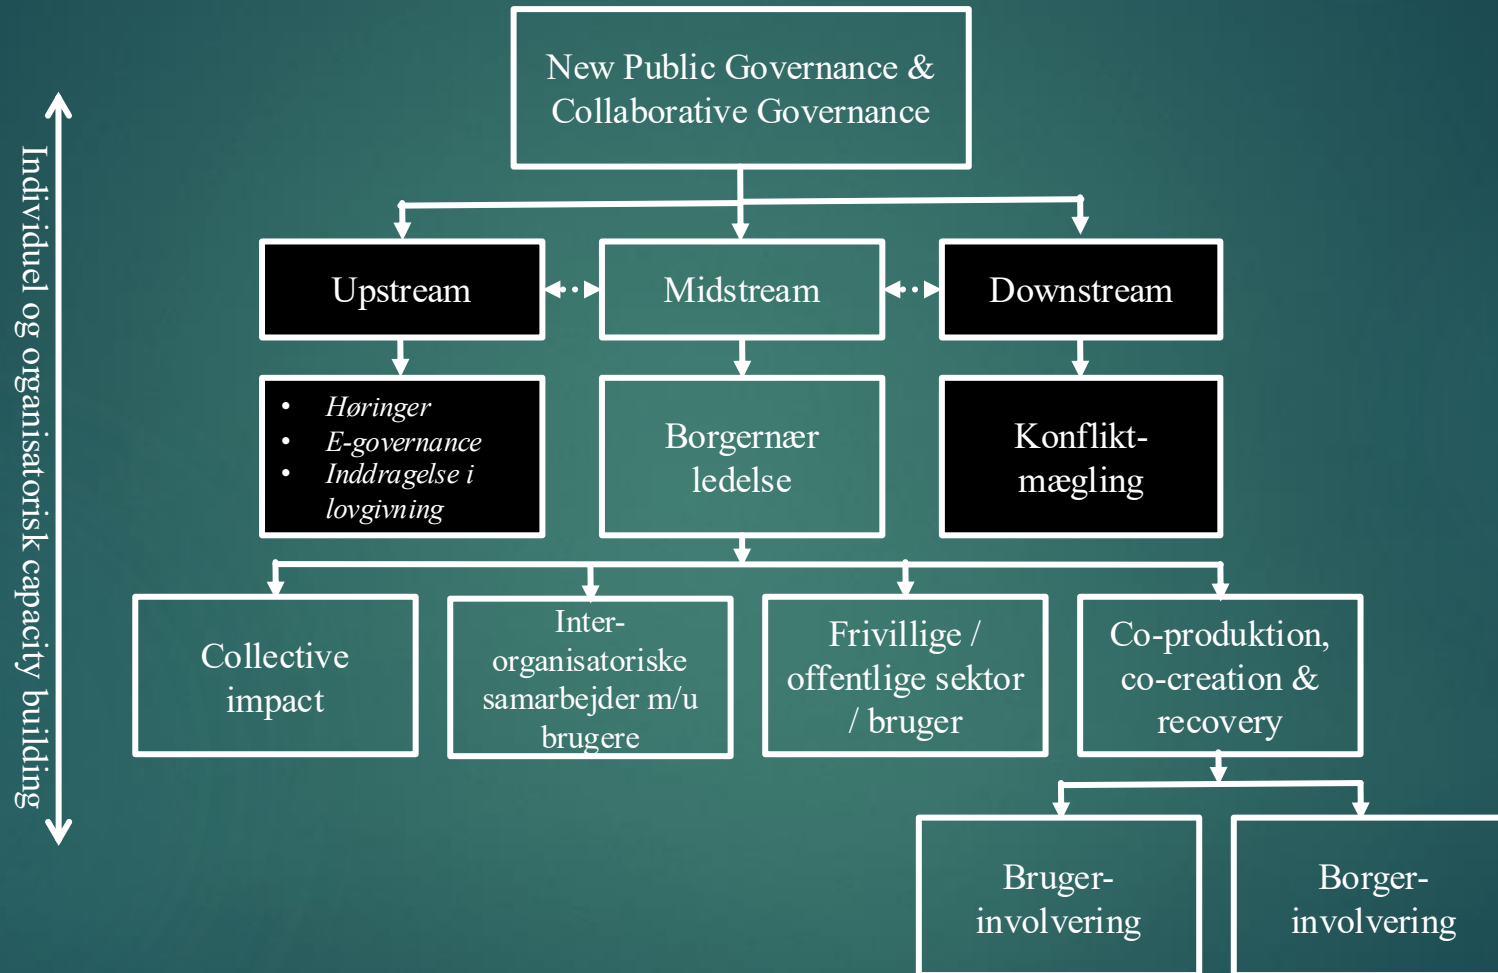 New Public Governance &
Collaborative Governance
Individuel og organisatorisk capacity building
Upstream
Midstream
Downstream
• Høringer
• E-governance
• Inddragelse i
lovgivning
Borgernær
ledelse
Konflikt-
mægling
Collective
impact
Inter-
organisatoriske
samarbejder m/u
brugere
Frivillige /
offentlige sektor
/ bruger
Co-produktion,
co-creation &
recovery
Bruger-
involvering
Borger-
involvering